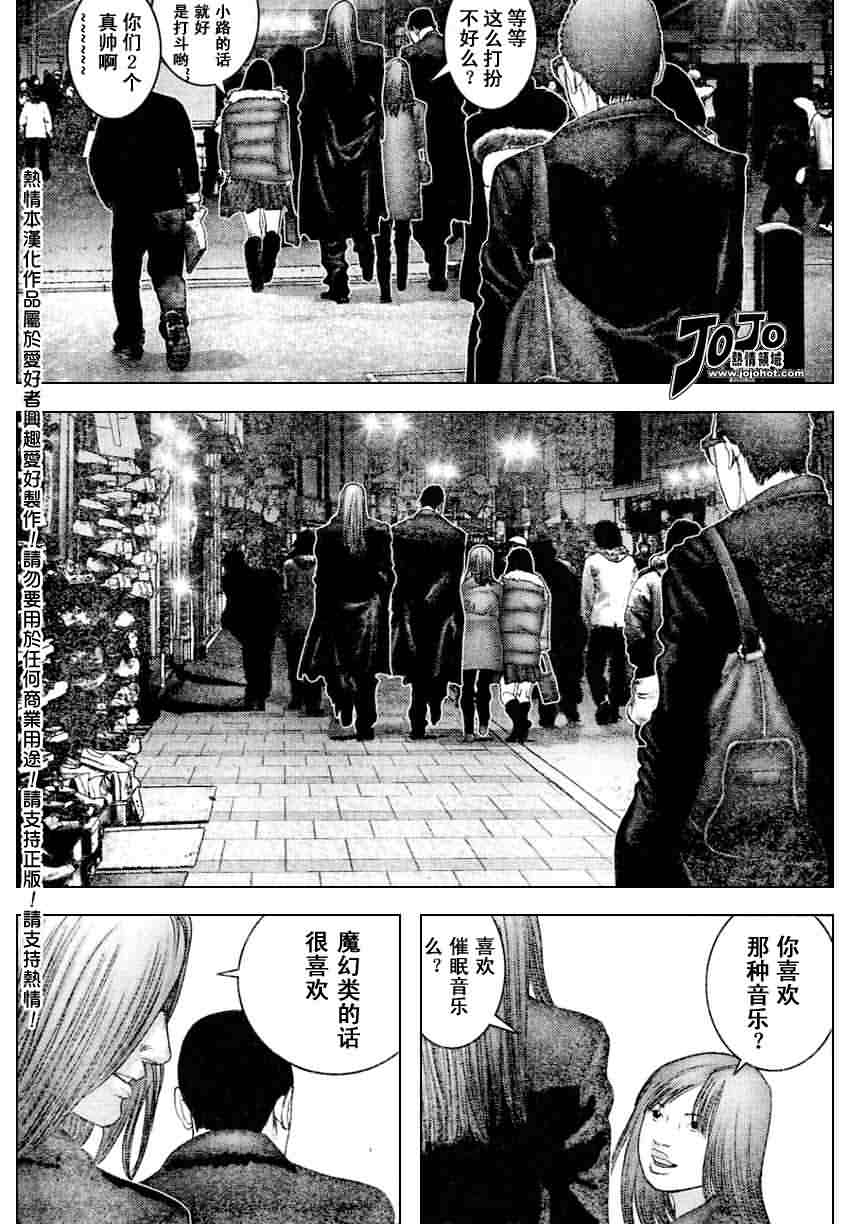 等等
这么打扮
不好么？
小路的话
就好
是打斗哟~
你们2个
真帅啊
~~~~~
JOJO
熱情領域
www.jojohot.com
熱情本漢化作品屬於愛好者興趣愛好製作！請勿要用於任何商業用途！請支持正版！請支持熱情！
你喜欢
那种音乐？
喜欢
催眠音乐
么？
魔幻类的话
很喜欢